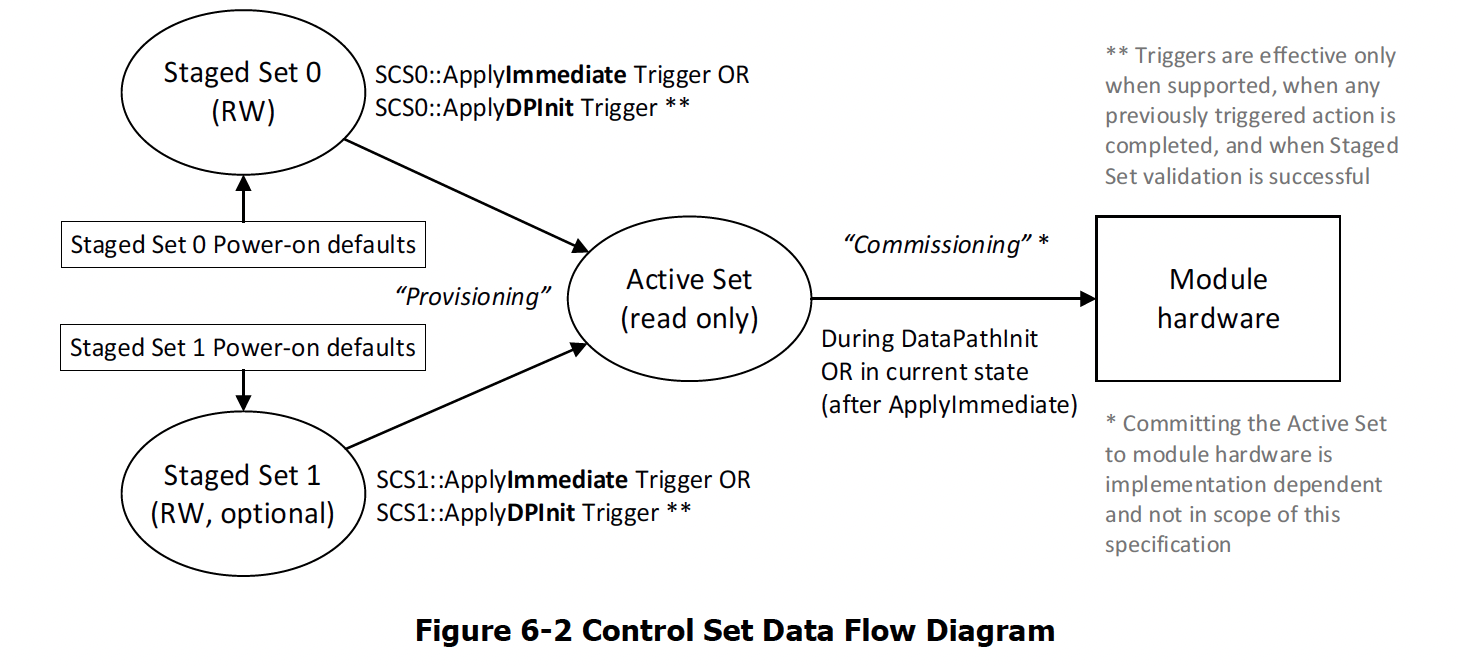 Staged Set 0
(RW)
SCS0::ApplyImmediate Trigger OR
SCS0::ApplyDPInit Trigger **
** Triggers are effective only
when supported, when any
previously triggered action is
completed, and when Staged
Set validation is successful
Staged Set 0 Power-on defaults
“Provisioning”
Staged Set 1 Power-on defaults
Active Set
(read only)
“Commissioning” *
During DataPathInit
OR in current state
(after ApplyImmediate)
Module
hardware
Staged Set 1
(RW, optional)
SCS1::ApplyImmediate Trigger OR
SCS1::ApplyDPInit Trigger **
* Committing the Active Set
to module hardware is
implementation dependent
and not in scope of this
specification
Figure 6-2 Control Set Data Flow Diagram